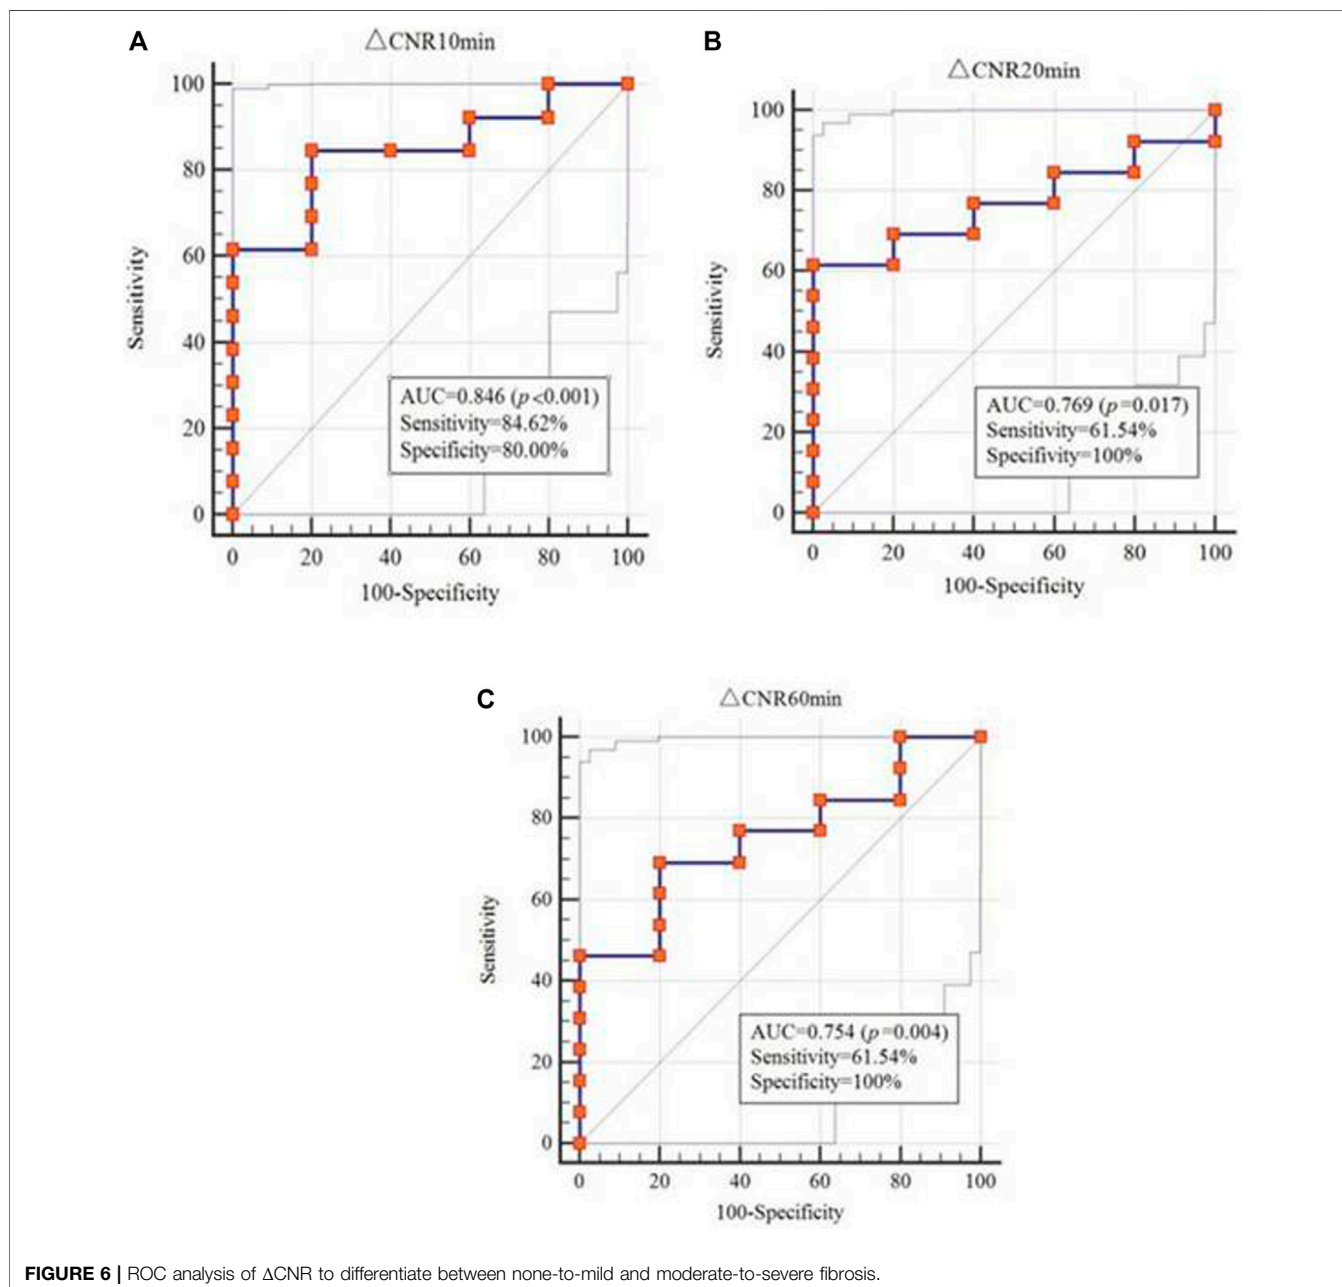 A
△CNR10min
100
80
60
40
20
0
Sensitivity
AUC=0.846 (p<0.001)
Sensitivity=84.62%
Specificity=80.00%
0 20 40 60 80 100
100-Specificity
B
△CNR20min
100
80
60
40
20
0
Sensitivity
AUC=0.769 (p=0.017)
Sensitivity=61.54%
Specifivity=100%
0 20 40 60 80 100
100-Specificity
C
△CNR60min
100
80
60
40
20
0
Sensitivity
AUC=0.754 (p=0.004)
Sensitivity=61.54%
Specificity=100%
0 20 40 60 80 100
100-Specificity
FIGURE 6 | ROC analysis of ΔCNR to differentiate between none-to-mild and moderate-to-severe fibrosis.